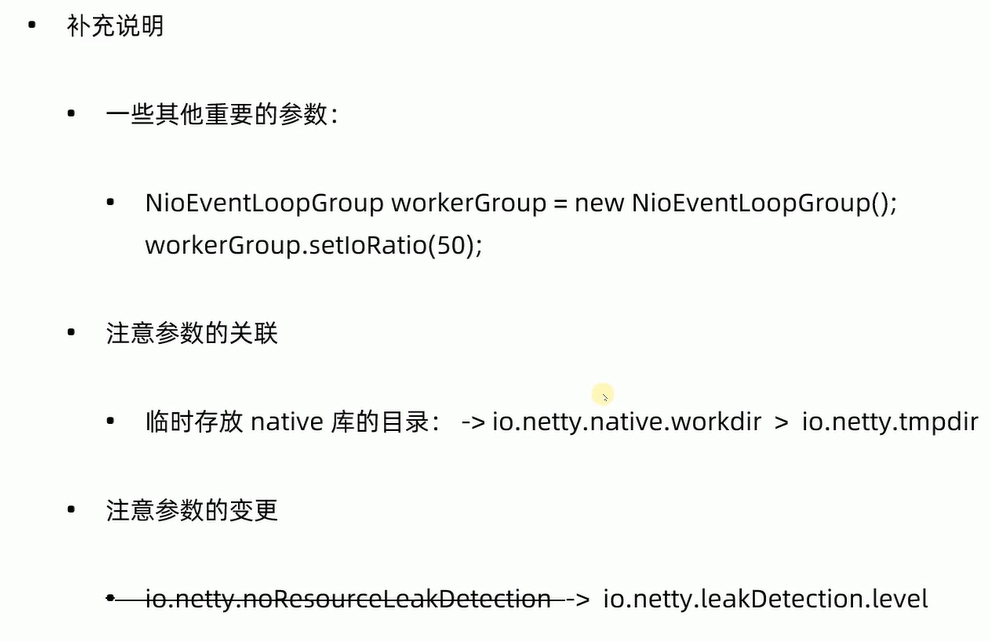 • 补充说明
• 一些其他重要的参数：
• NioEventLoopGroup workerGroup = new NioEventLoopGroup();
workerGroup.setIoRatio(50);
• 注意参数的关联
• 临时存放 native 库的目录： -> io.netty.native.workdir > io.netty.tmpdir
• 注意参数的变更
• io.netty.noResourceLeakDetection -> io.netty.leakDetection.level